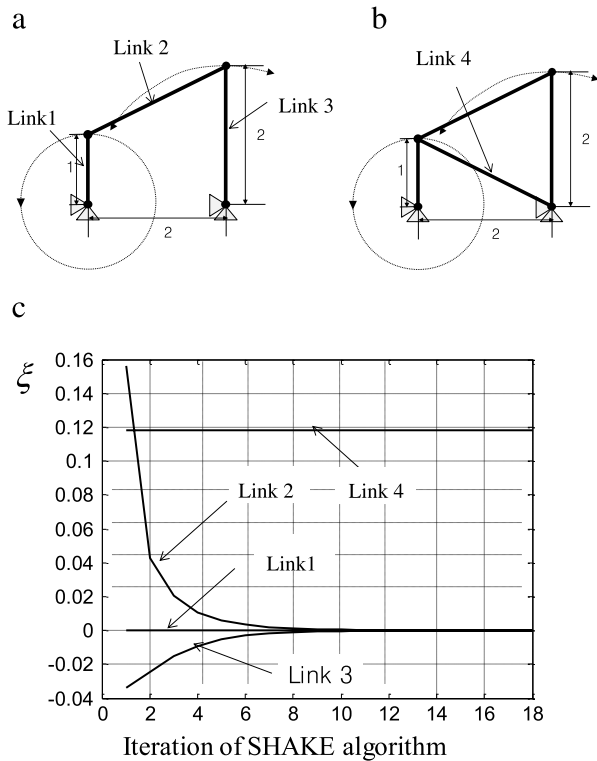 a
b
Link 2
Link 4
Link 3
Link1
1
2
2
1
2
2
c
ξ
0.16
0.14
0.12
0.1
0.08
0.06
0.04
0.02
0
-0.02
-0.04
Link 2
Link 4
Link1
Link 3
0 2 4 6 8 10 12 14 16 18
Iteration of SHAKE algorithm